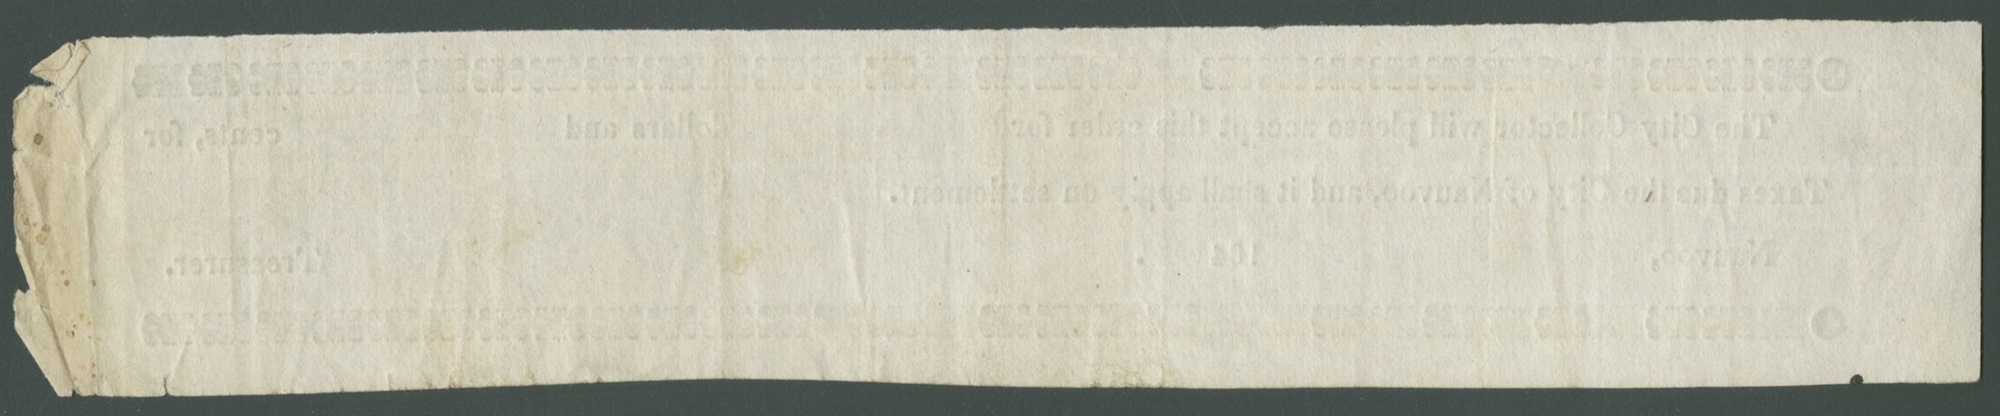 The City Collector will please accept this order for dollars and cents, for
Taxes due the City of Nauvoo, and it shall apply on settlement.
Nauvoo, 184 . Treasurer.